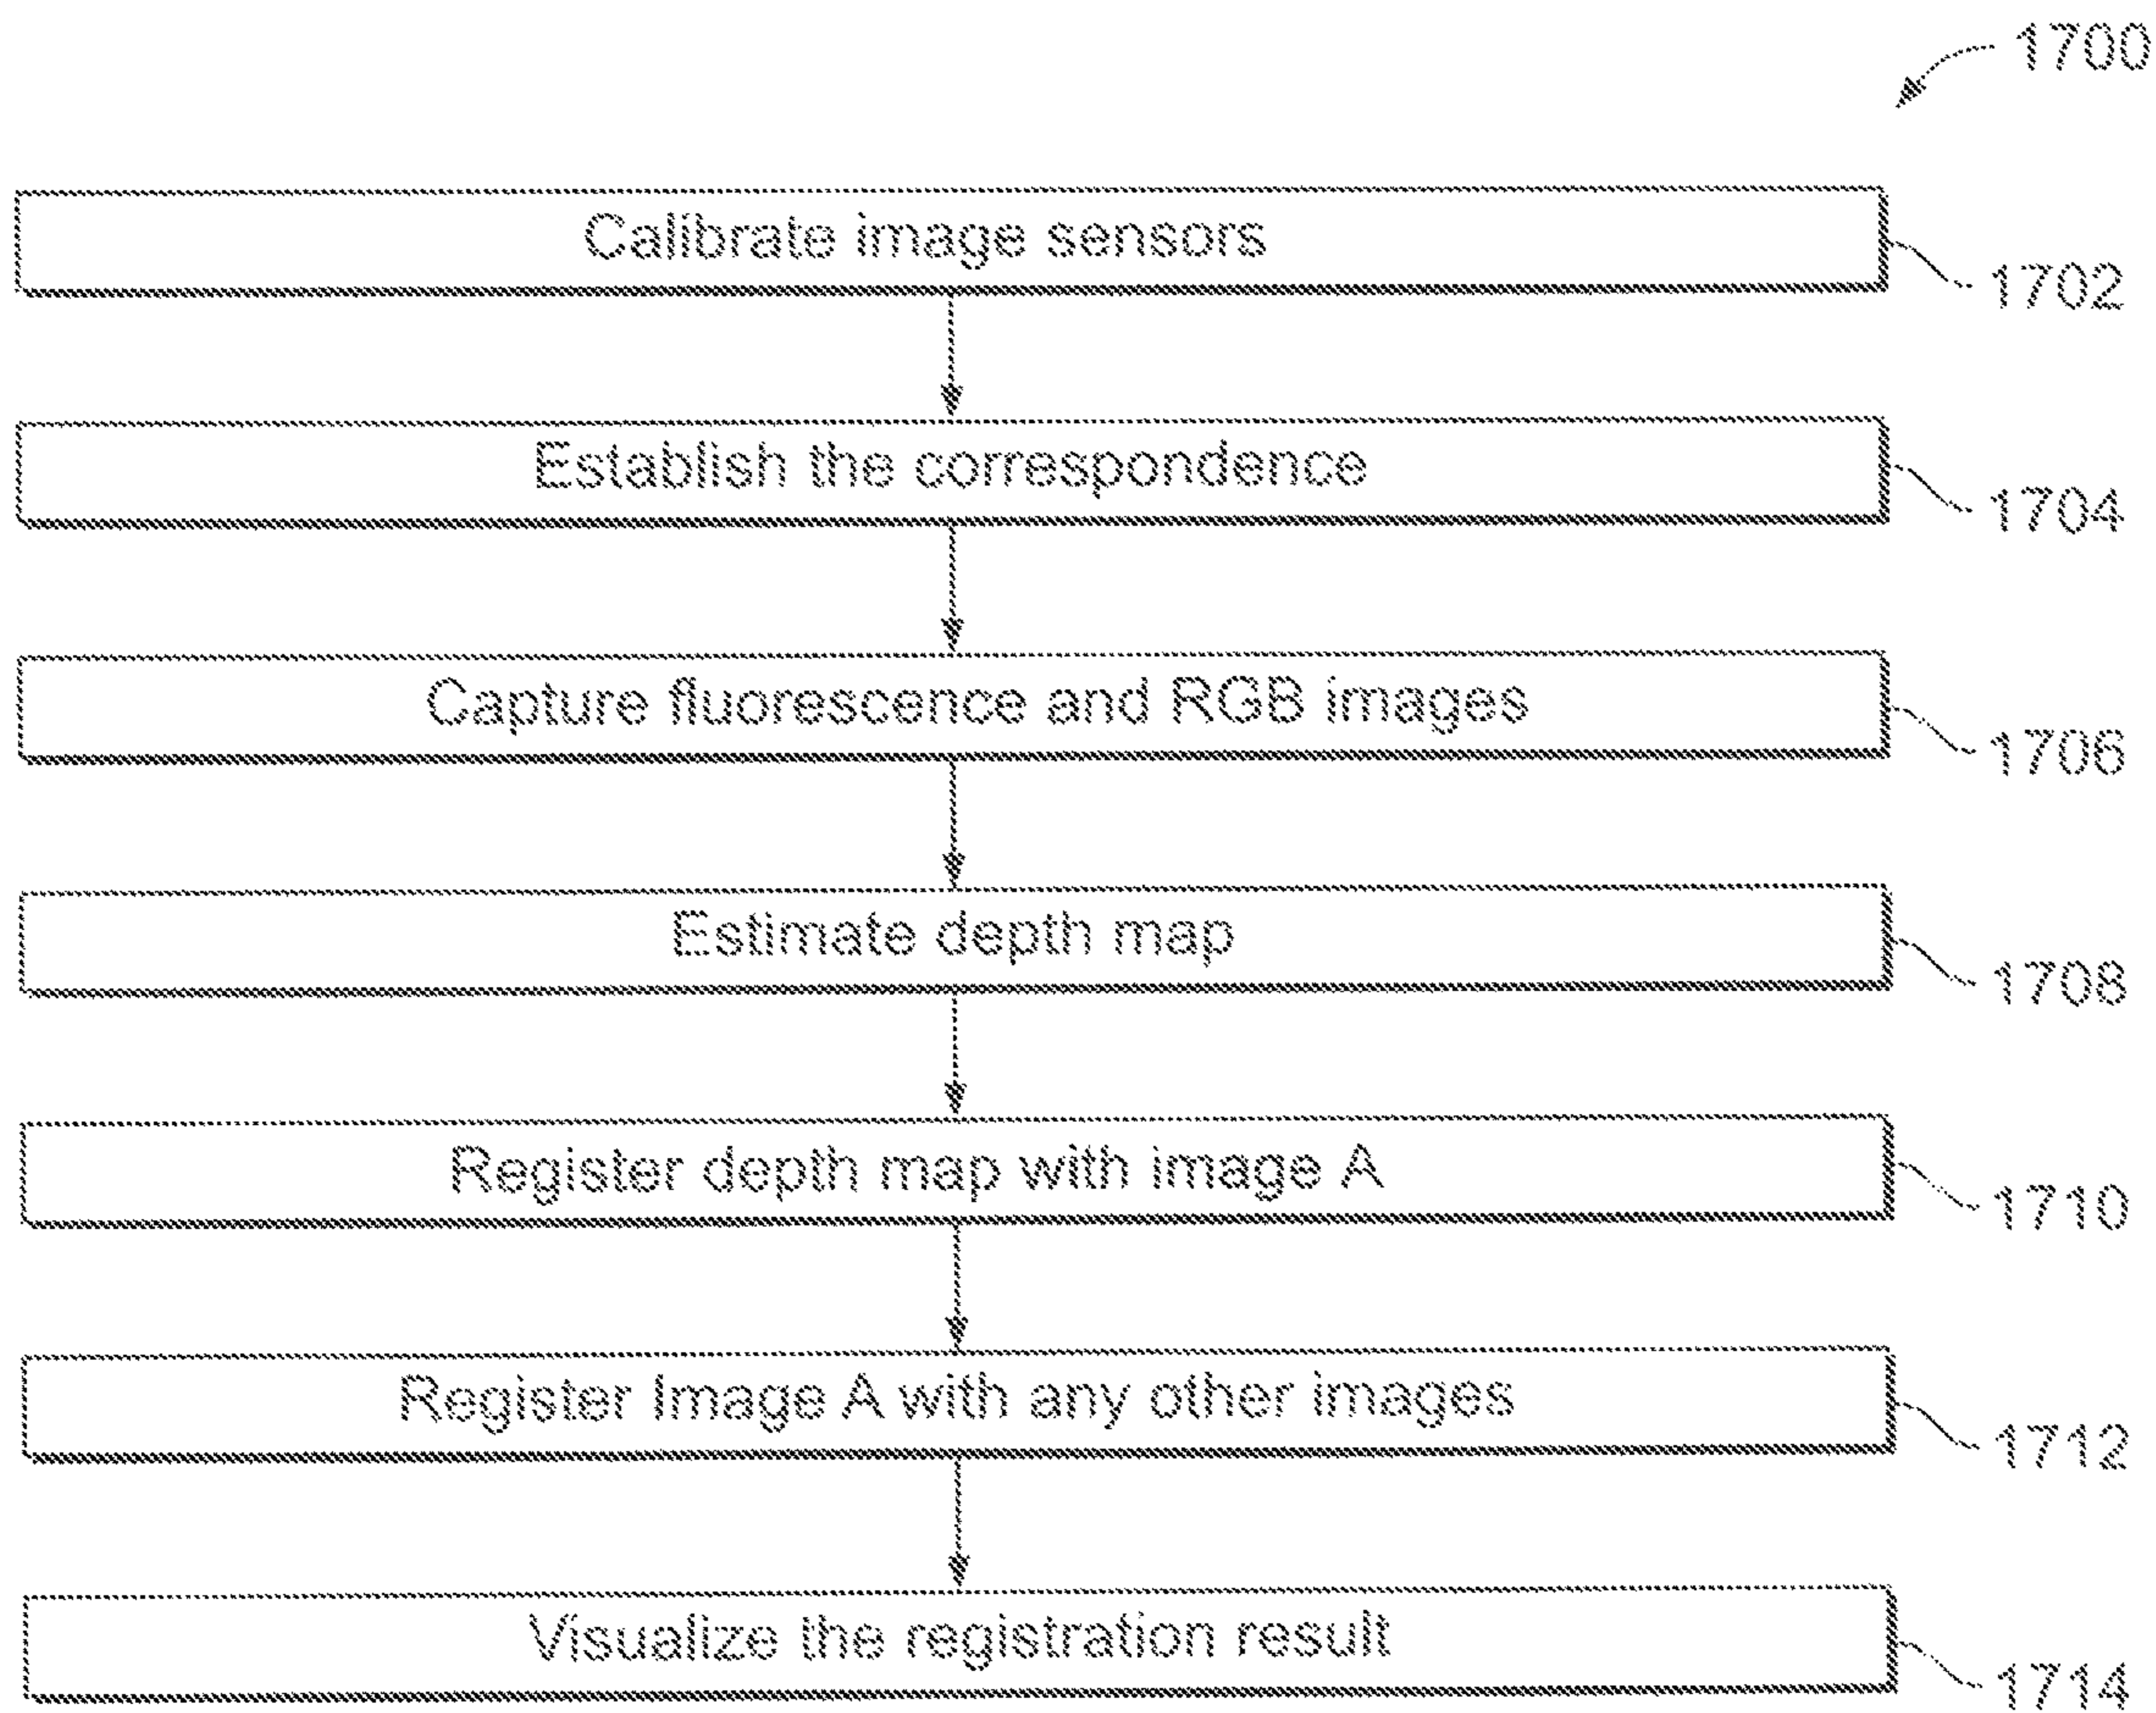 1700
Calibrate image sensors
1702
Establish the correspondence
1704
Capture fluorescence and RGB images
1706
Estimate depth map
1708
Register depth map with image A
1710
Register Image A with any other images
1712
Visualize the registration result
1714